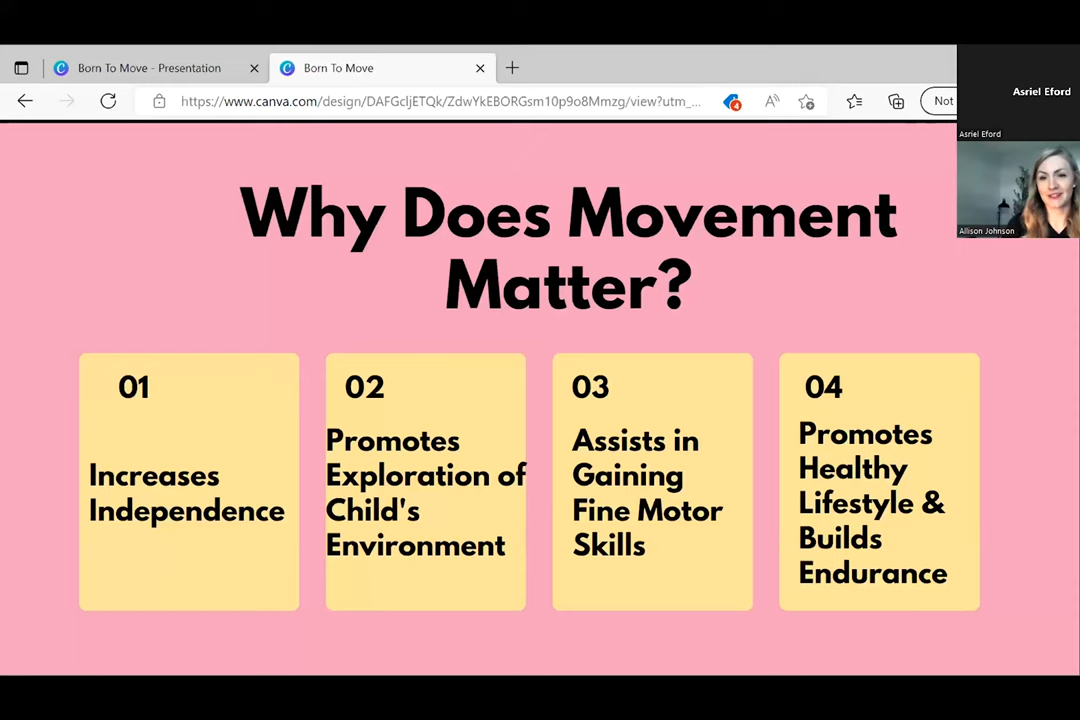 Born To Move - Presentation
Born To Move
https://www.canva.com/design/DAFGcljETQk/ZdwYkEBORGsm10p9o8Mmzg/view?utm_...
4
Not
Asriel Eford
Asriel Eford
Allison Johnson
Why Does Movement
Matter?
01
Increases
Independence
02
Promotes
Exploration of
Child's
Environment
03
Assists in
Gaining
Fine Motor
Skills
04
Promotes
Healthy
Lifestyle &
Builds
Endurance